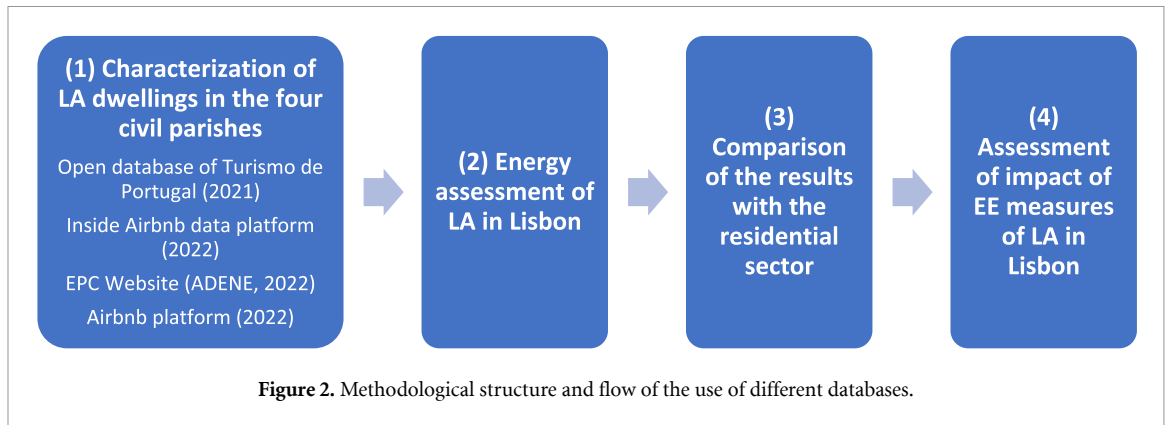 (1) Characterization of
LA dwellings in the four
civil parishes
Open database of Turismo de
Portugal (2021)
Inside Airbnb data platform
(2022)
EPC Website (ADENE, 2022)
Airbnb platform (2022)
(2) Energy
assessment of
LA in Lisbon
(3)
Comparison
of the results
with the
residential
sector
(4)
Assessment
of impact of
EE measures
of LA in
Lisbon
Figure 2. Methodological structure and flow of the use of different databases.